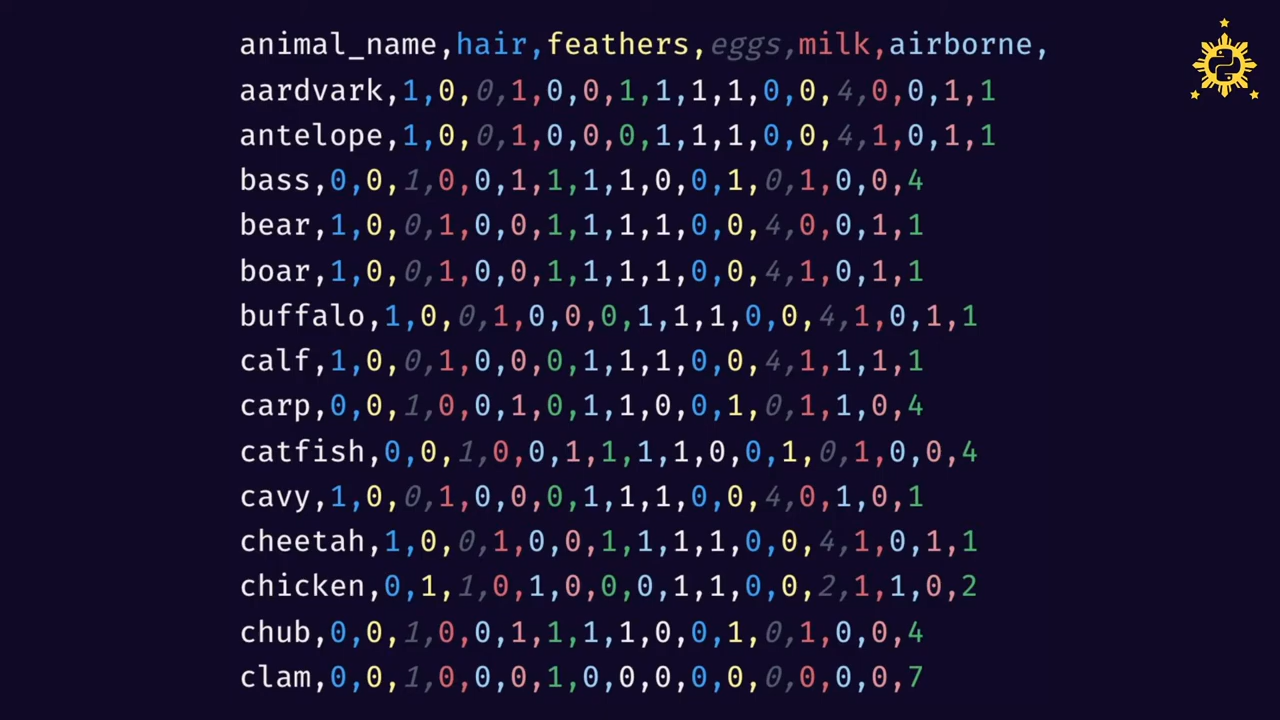 animal_name,hair,feathers,eggs,milk,airborne,
aardvark,1,0,0,1,0,0,1,1,1,1,0,0,4,0,0,1,1
antelope,1,0,0,1,0,0,0,1,1,1,0,0,4,1,0,1,1
bass,0,0,1,0,0,1,1,1,1,0,0,1,0,1,0,0,4
bear,1,0,0,1,0,0,1,1,1,1,0,0,4,0,0,1,1
boar,1,0,0,1,0,0,1,1,1,1,0,0,4,1,0,1,1
buffalo,1,0,0,1,0,0,0,1,1,1,0,0,4,1,0,1,1
calf,1,0,0,1,0,0,0,1,1,1,0,0,4,1,1,1,1
carp,0,0,1,0,0,1,0,1,1,0,0,1,0,1,1,0,4
catfish,0,0,1,0,0,1,1,1,1,0,0,1,0,1,0,0,4
cavy,1,0,0,1,0,0,0,1,1,1,0,0,4,0,1,0,1
cheetah,1,0,0,1,0,0,1,1,1,1,0,0,4,1,0,1,1
chicken,0,1,1,0,1,0,0,0,1,1,0,0,2,1,1,0,2
chub,0,0,1,0,0,1,1,1,1,0,0,1,0,1,0,0,4
clam,0,0,1,0,0,0,1,0,0,0,0,0,0,0,0,0,7